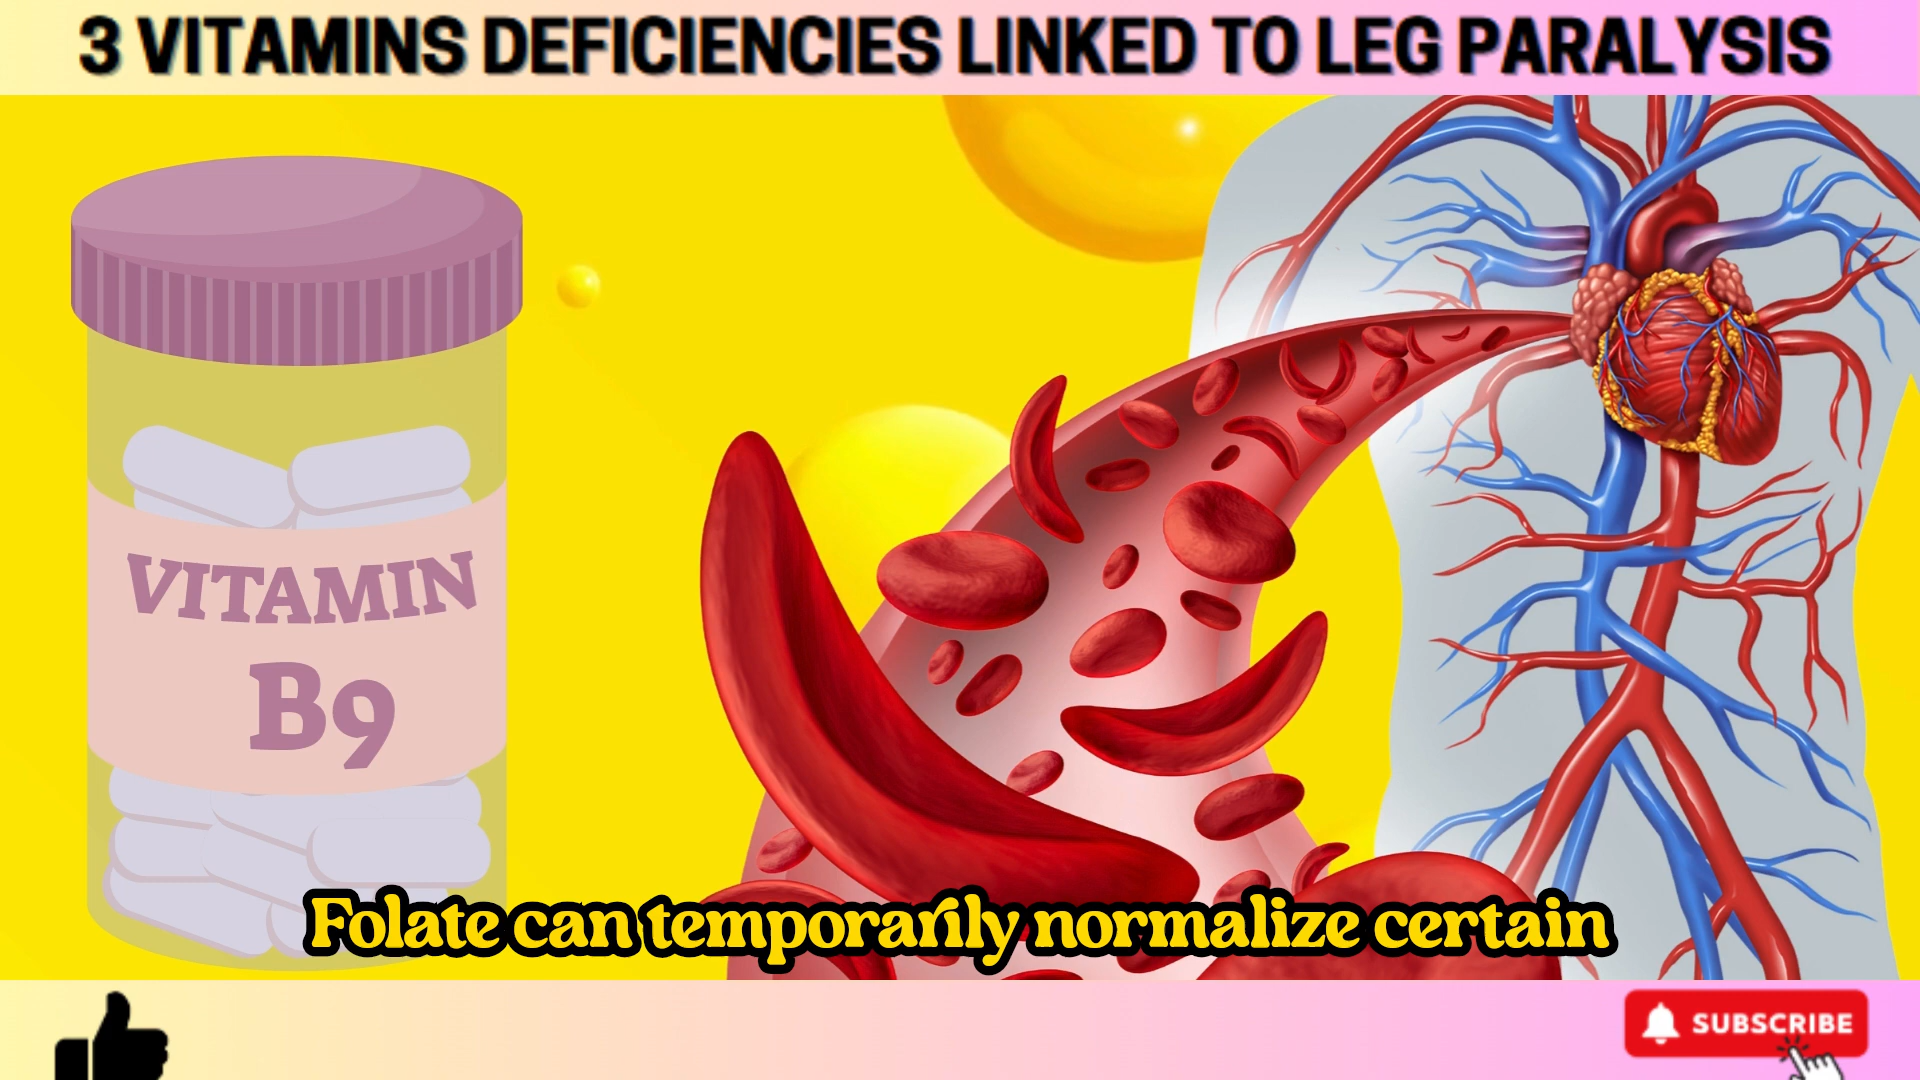 3 VITAMINS DEFICIENCIES LINKED TO LEG PARALYSIS
VITAMIN
B9
Folate can temporarily normalize certain
SUBSCRIBE